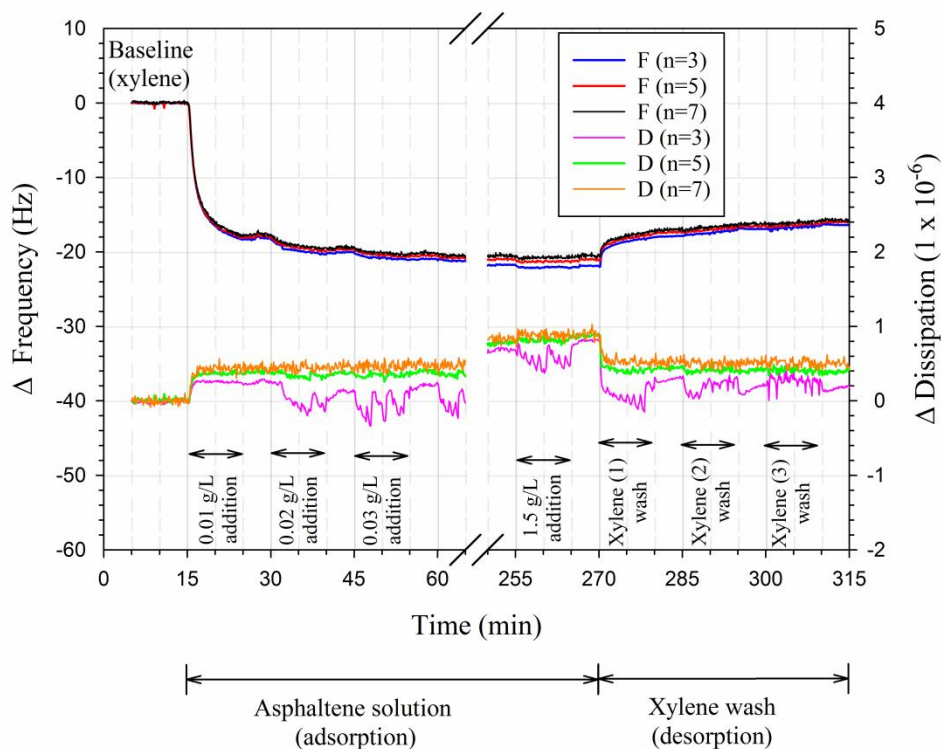 Baseline
(xylene)
F (n=3)
F (n=5)
F (n=7)
D (n=3)
D (n=5)
D (n=7)
10
0
-10
-20
-30
-40
-50
-60
Δ Frequency (Hz)
5
4
3
2
1
0
-1
-2
Δ Dissipation (1 x 10⁻⁶)
0.01 g/L
addition
0.02 g/L
addition
0.03 g/L
addition
1.5 g/L
addition
Xylene (1)
wash
Xylene (2)
wash
Xylene (3)
wash
0 15 30 45 60 255 270 285 300 315
Time (min)
Asphaltene solution
(adsorption)
Xylene wash
(desorption)